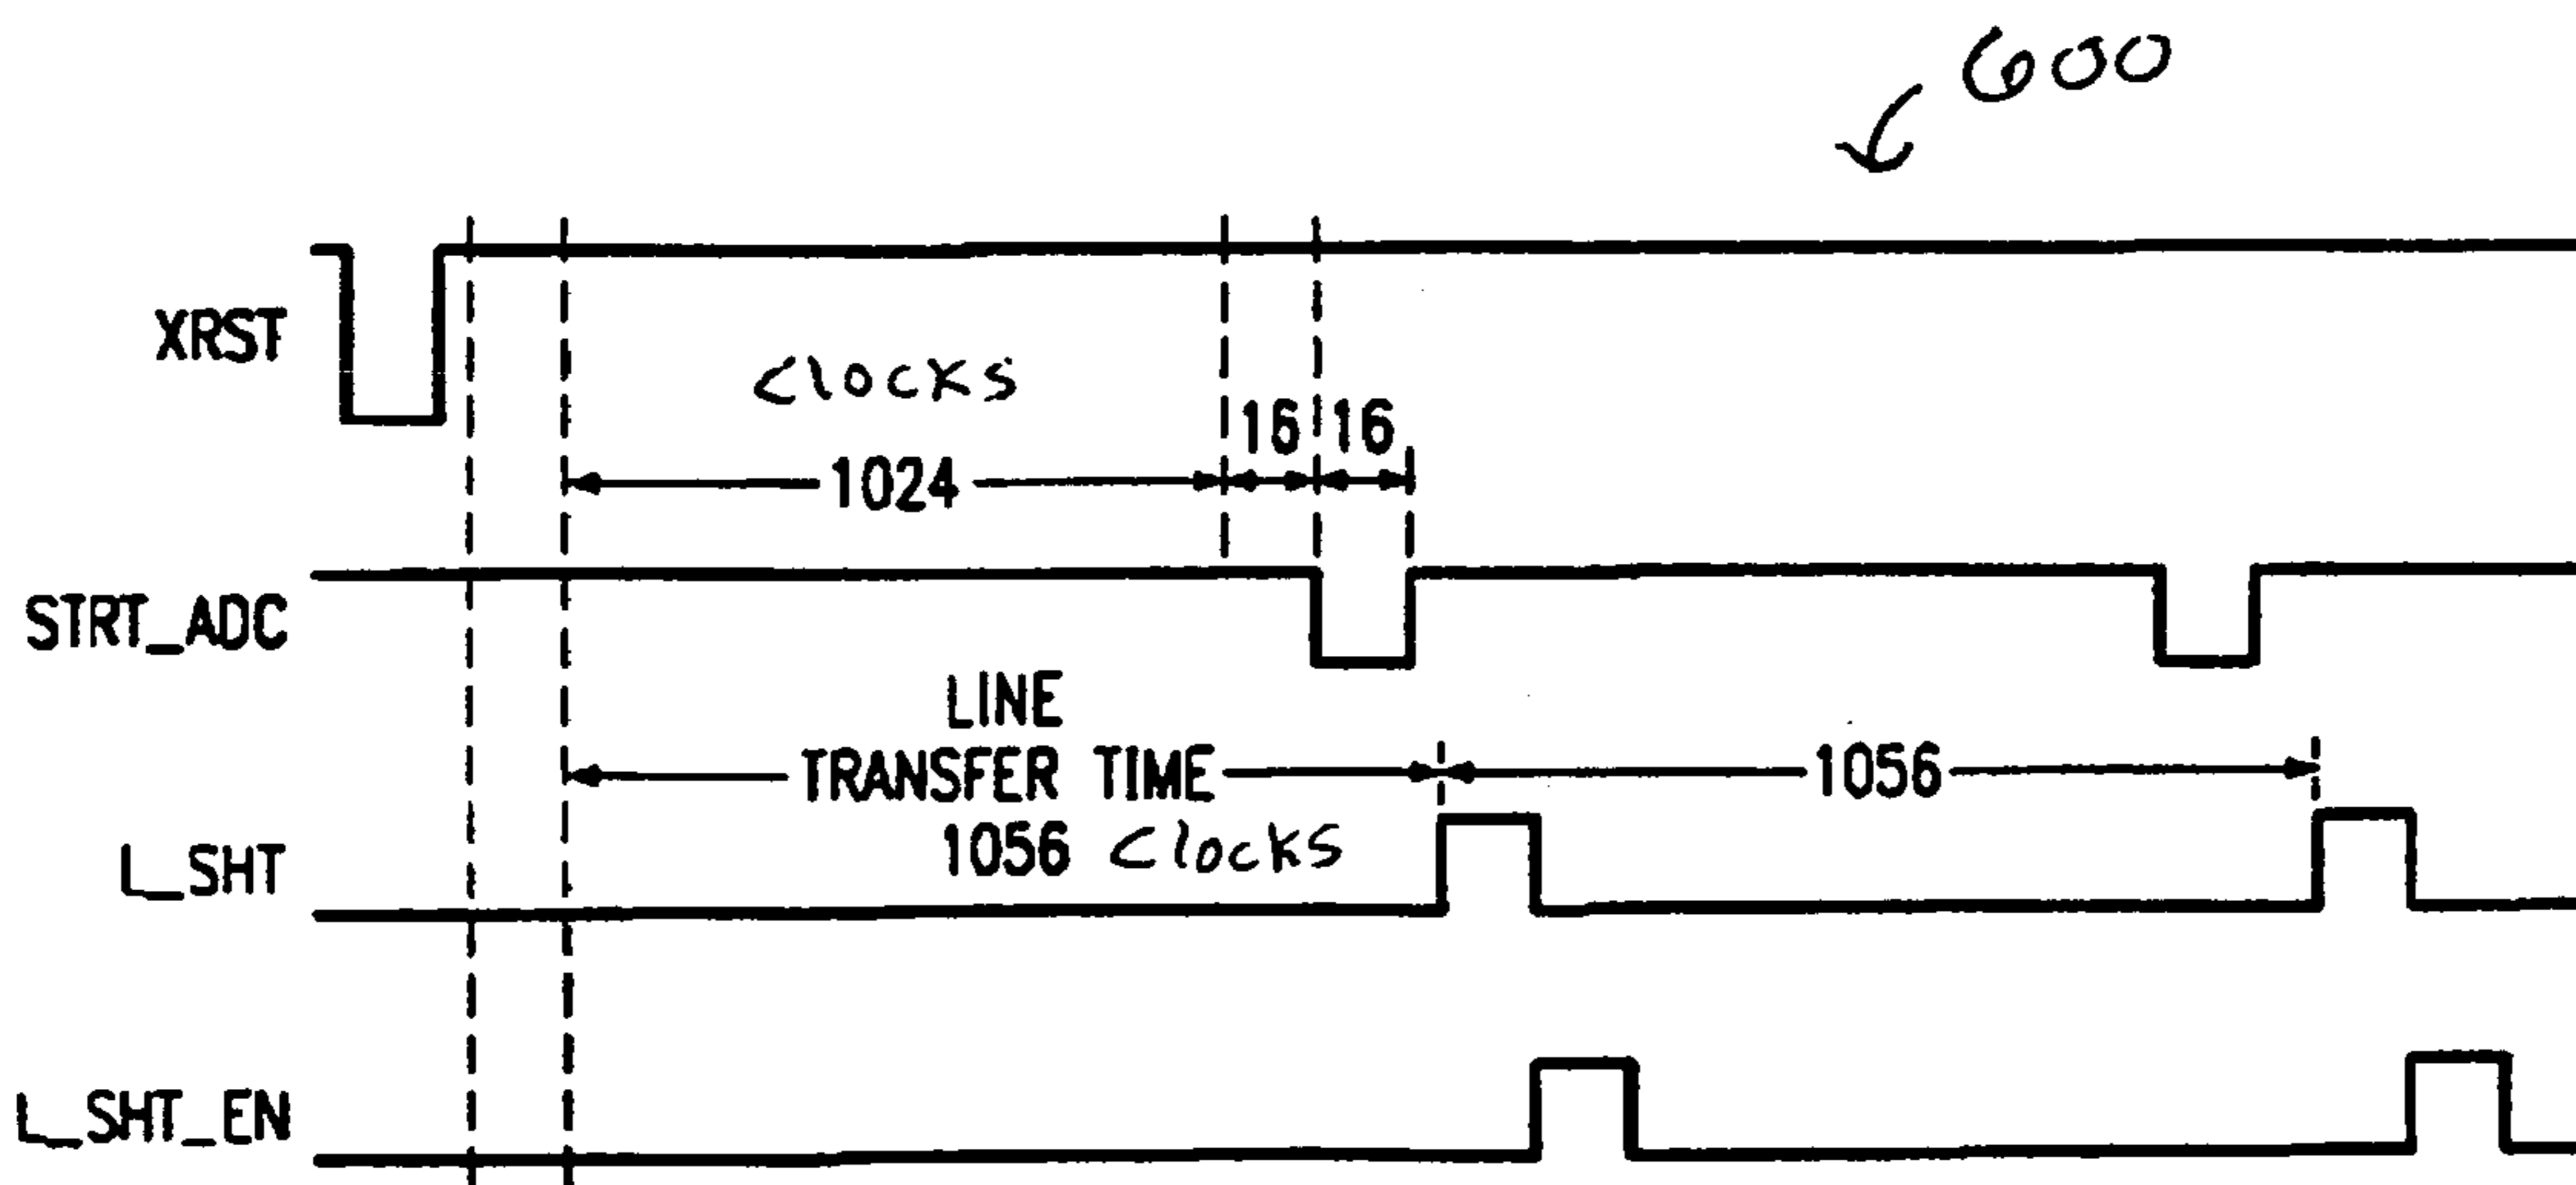 600
XRST
Clocks
16 16
1024
STRT_ADC
LINE
TRANSFER TIME
1056
1056 Clocks
L_SHT
L_SHT_EN